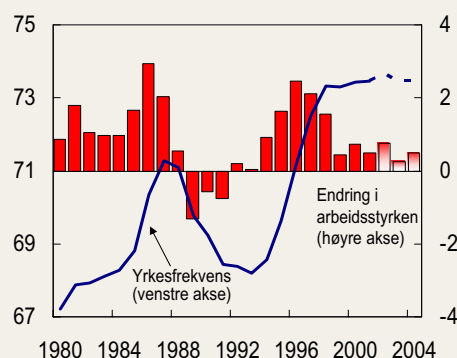 75
4
73
2
71
0
Endring i
arbeidsstyrken
(høyre akse)
69
-2
Yrkesfrekvens
(venstre akse)
67
-4
1980 1984 1988 1992 1996 2000 2004